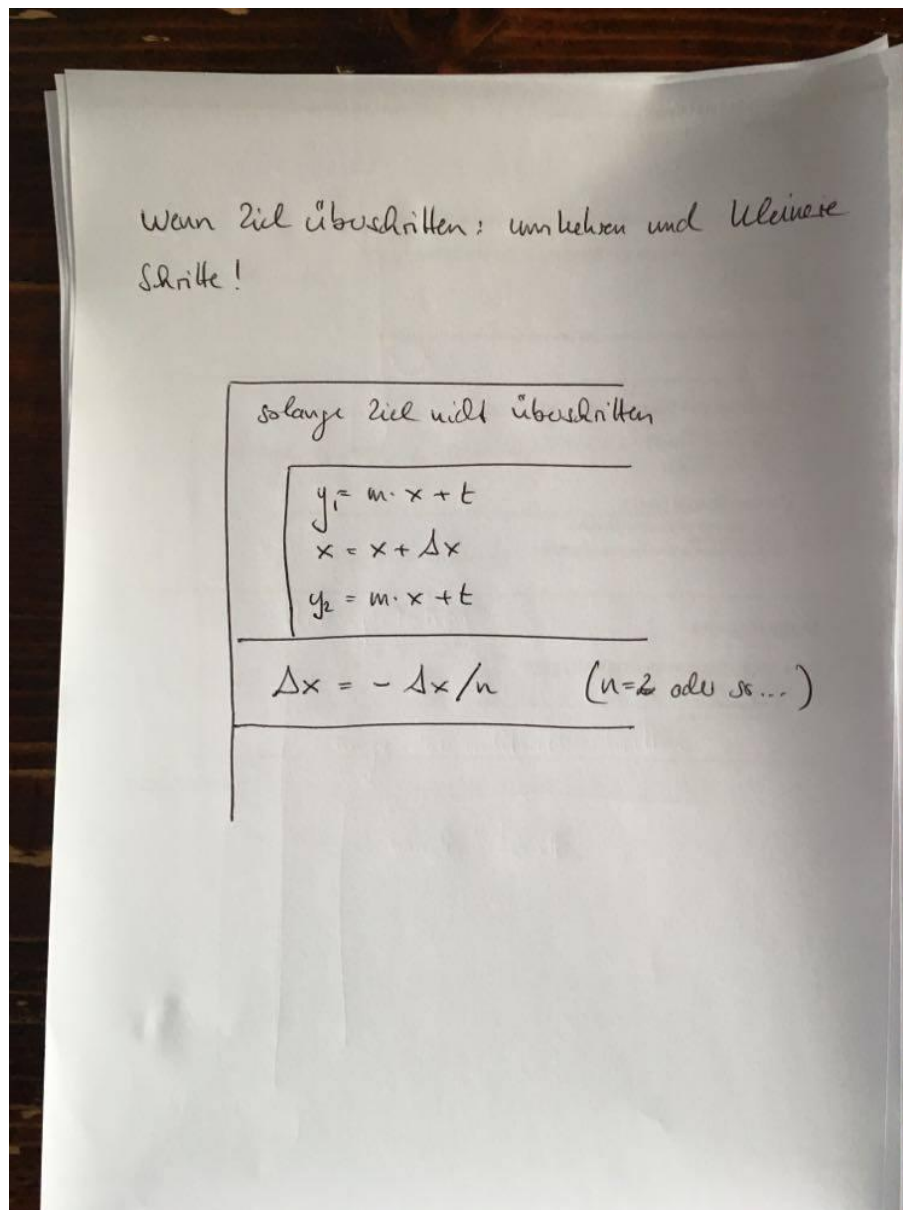 Wenn Ziel überschritten: umkehren und kleinere
Schritte!
solange Ziel nicht überschritten
y₁ = m · x + t
x = x + Δx
y₂ = m · x + t
Δx = - Δx/n (n=2 oder so...)